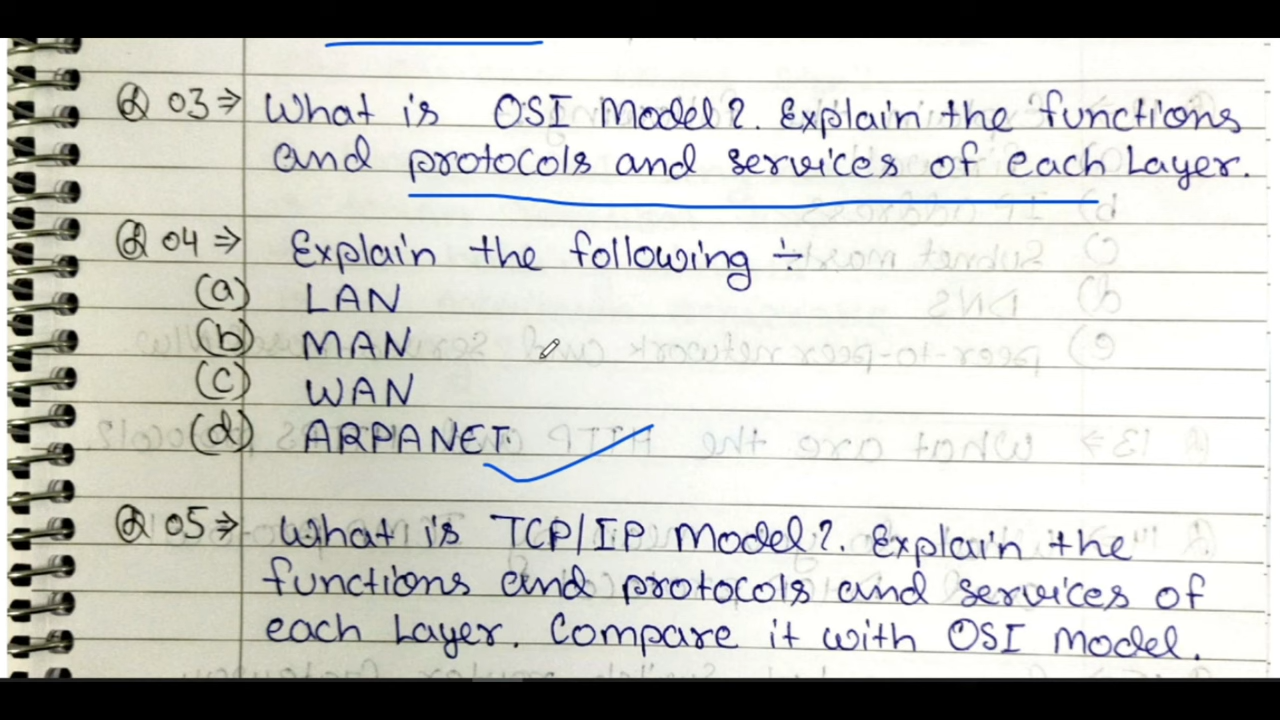 Q 03⇒ What is OSI Model?. Explain the functions
and protocols and services of each Layer.
Q 04⇒ Explain the following ÷
(a) LAN
(b) MAN
(c) WAN
(d) ARPANET.
Q 05⇒ What is TCP/IP Model?. Explain the
functions and protocols and services of
each Layer. Compare it with OSI Model.